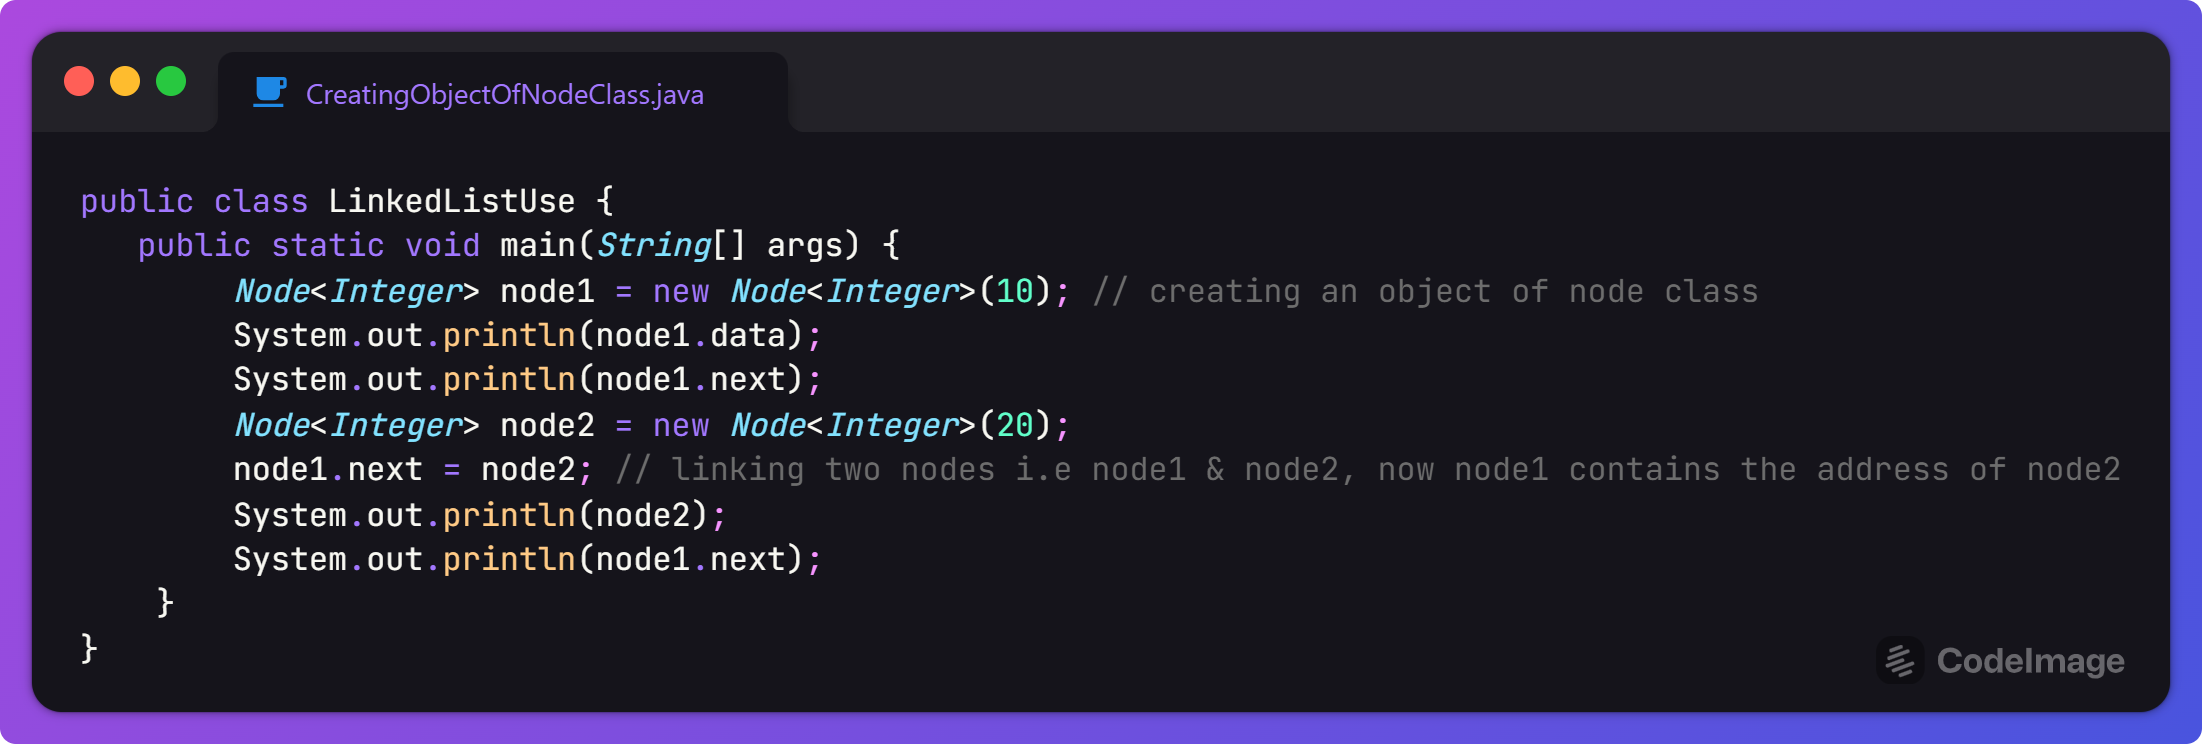 CreatingObjectOfNodeClass.java
public class LinkedListUse {
public static void main(String[] args) {
Node<Integer> node1 = new Node<Integer>(10); // creating an object of node class
System.out.println(node1.data);
System.out.println(node1.next);
Node<Integer> node2 = new Node<Integer>(20);
node1.next = node2; // linking two nodes i.e node1 & node2, now node1 contains the address of node2
System.out.println(node2);
System.out.println(node1.next);
}
}
CodeImage